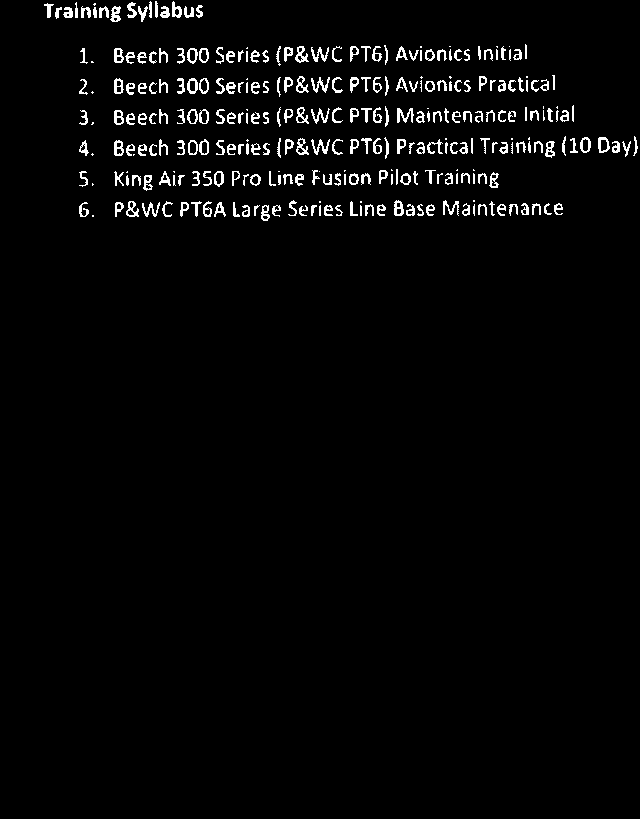 Training Syllabus
1. Beech 300 Series (P&WC PT6) Avionics Initial
2. Beech 300 Series (P&WC PT6) Avionics Practical
3. Beech 300 Series (P&WC PT6) Maintenance Initial
4. Beech 300 Series (P&WC PT6) Practical Training (10 Day)
5. King Air 350 Pro Line Fusion Pilot Training
6. P&WC PT6A Large Series Line Base Maintenance